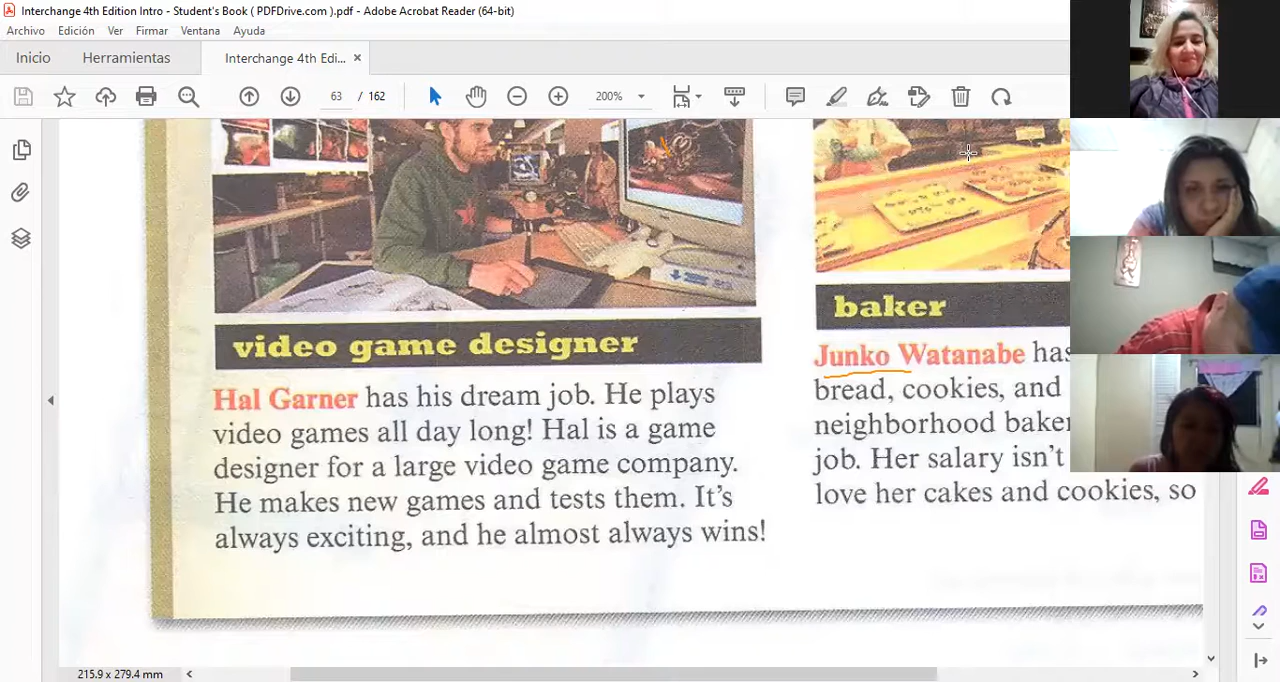 Interchange 4th Edition Intro - Student's Book ( PDFDrive.com ).pdf - Adobe Acrobat Reader (64-bit)
Archivo Edición Ver Firmar Ventana Ayuda
Inicio Herramientas Interchange 4th Edi... ×
63 / 162 200%
video game designer
Hal Garner has his dream job. He plays
video games all day long! Hal is a game
designer for a large video game company.
He makes new games and tests them. It's
always exciting, and he almost always wins!
baker
Junko Watanabe has
bread, cookies, and
neighborhood baker
job. Her salary isn't
love her cakes and cookies, so
215.9 x 279.4 mm